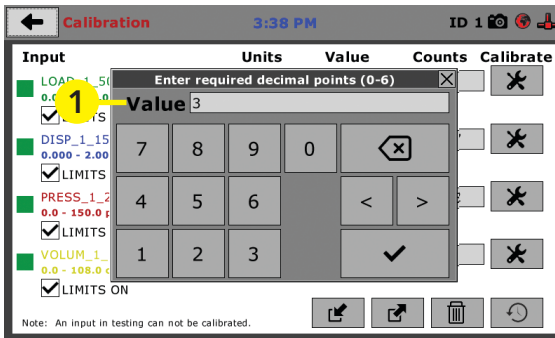 Calibration 3:38 PM ID 1
Input Units Value Counts Calibrate
Enter required decimal points (0-6)
LOAD_1_50
1 Value 3
LIMITS
DISP_1_15
0.000 - 2.00
LIMITS
7 8 9 0
PRESS_1_2
0.0 - 150.0
LIMITS
4 5 6 < >
VOLUM_1_
0.0 - 108.0
LIMITS ON
1 2 3
Note: An input in testing can not be calibrated.